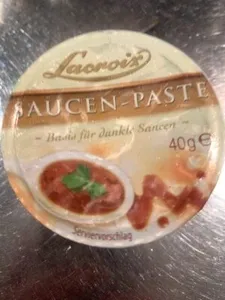 Lacroix
SAUCEN-PASTE
~ Basis für dunkle Saucen ~
40g e
Serviervorschlag